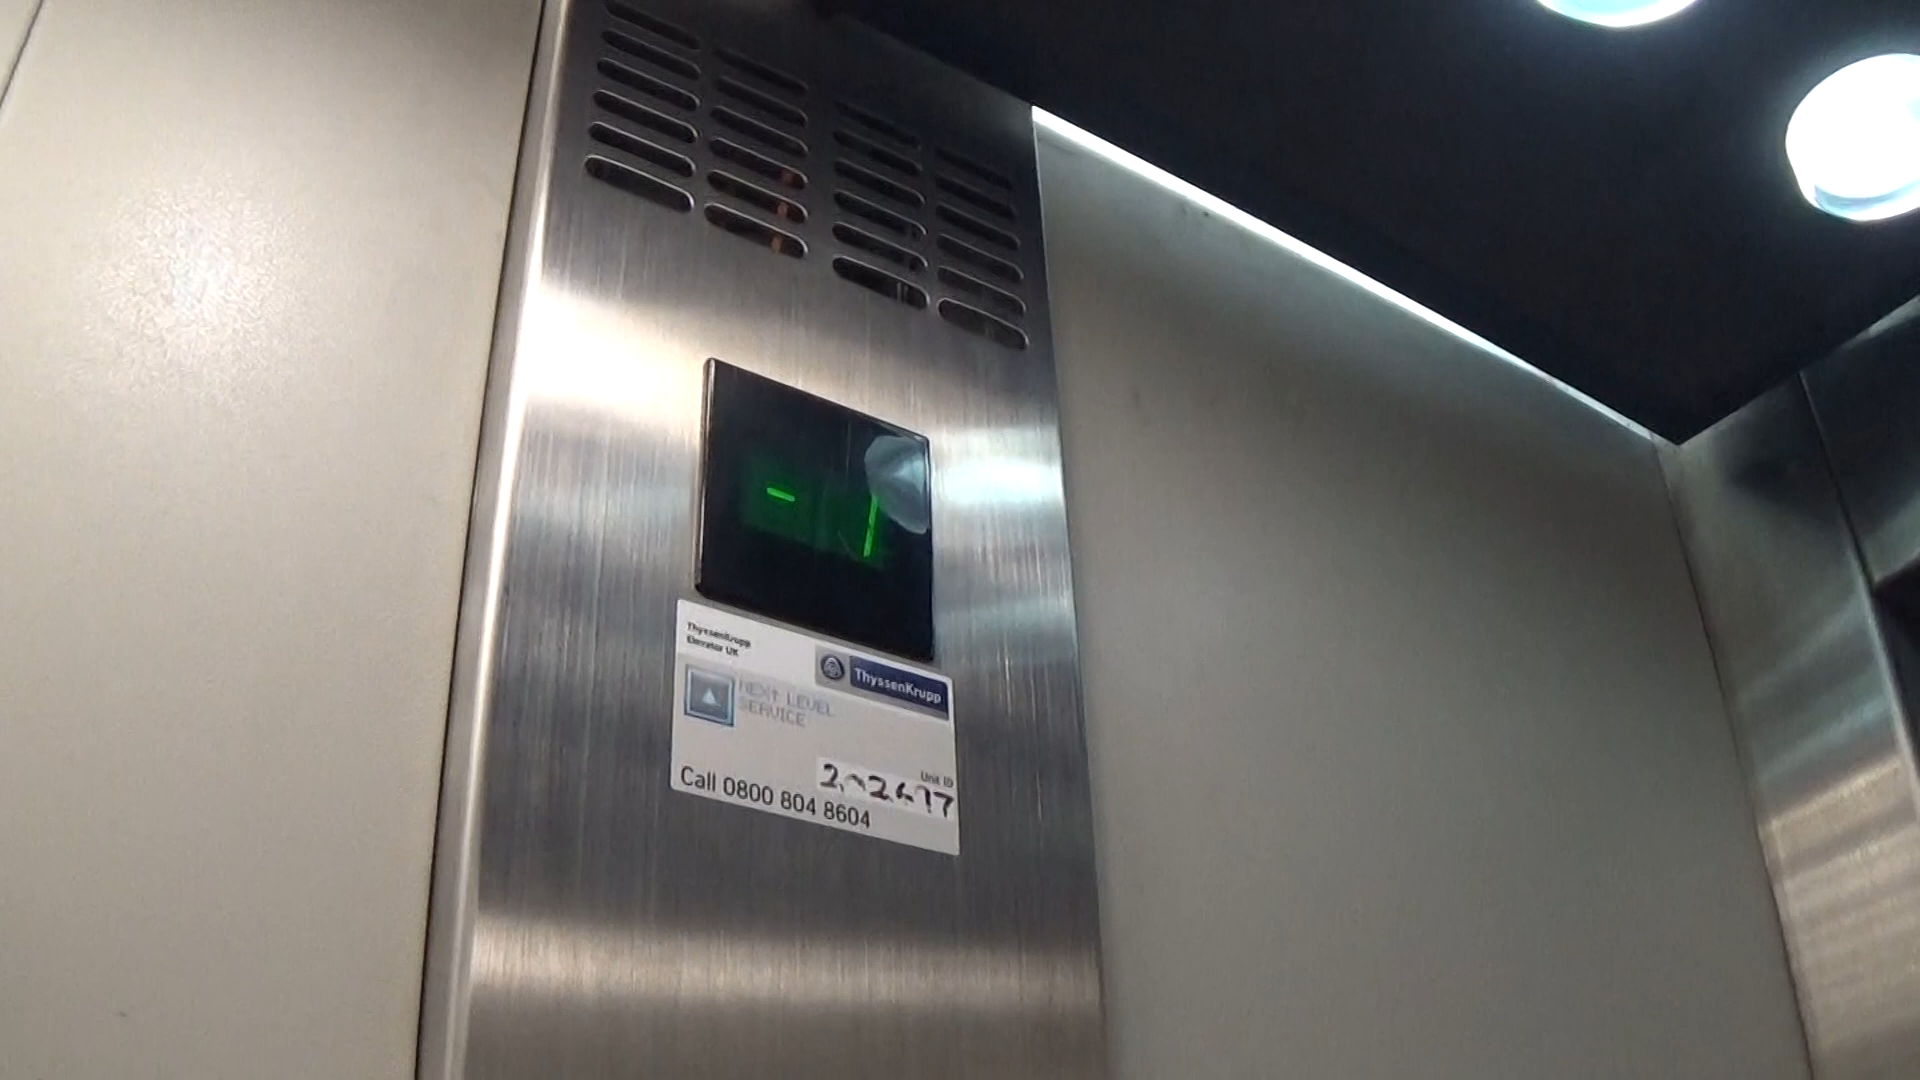 -1
ThyssenKrupp
Elevator UK
ThyssenKrupp
NEXT LEVEL
SERVICE
Unit ID
Call 0800 804 8604